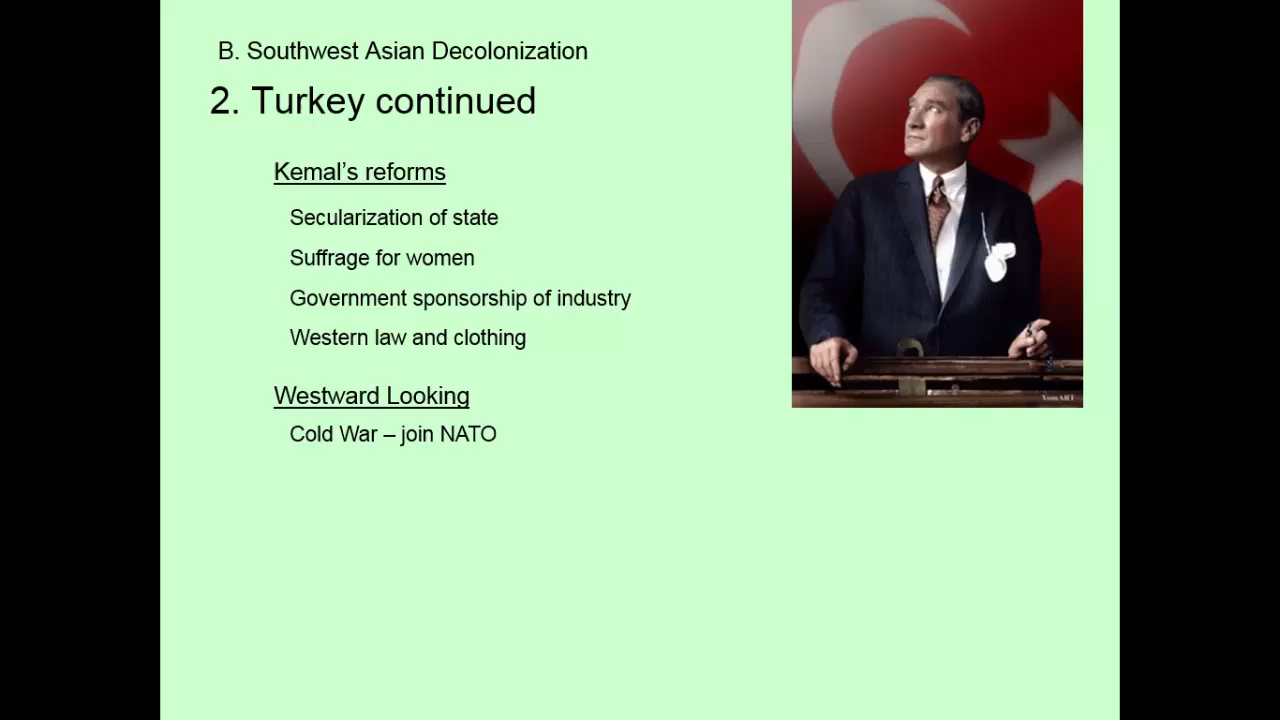 B. Southwest Asian Decolonization
2. Turkey continued
Kemal’s reforms
Secularization of state
Suffrage for women
Government sponsorship of industry
Western law and clothing
Westward Looking
Cold War – join NATO
VomART